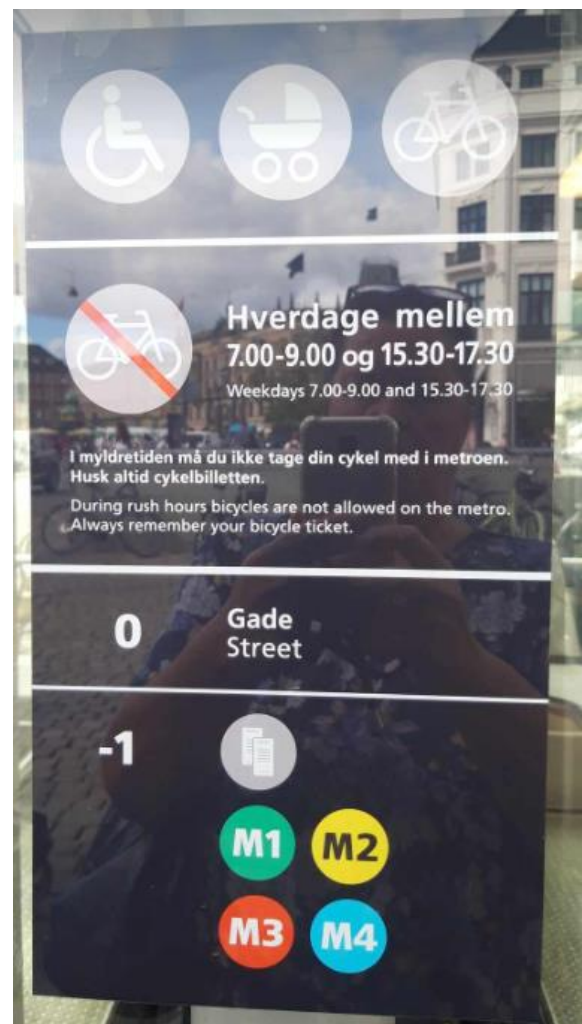 Hverdage mellem
7.00-9.00 og 15.30-17.30
Weekdays 7.00-9.00 and 15.30-17.30
I myldretiden må du ikke tage din cykel med i metroen.
Husk altid cykelbilletten.
During rush hours bicycles are not allowed on the metro.
Always remember your bicycle ticket.
0 Gade
Street
-1
M1 M2
M3 M4